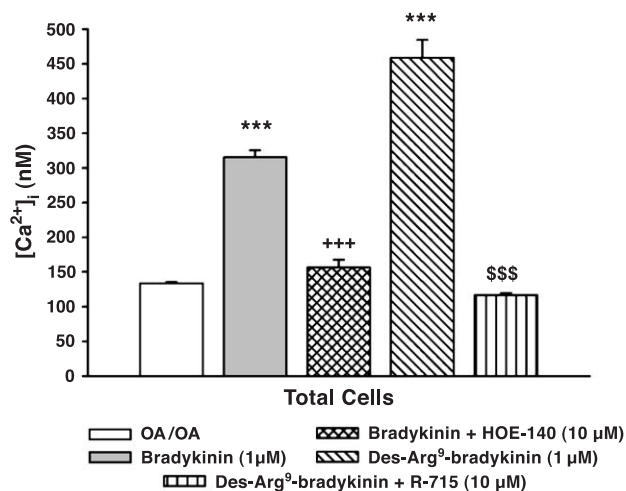 500
450
400
350
300
250
200
150
100
50
0
[Ca²⁺]ᵢ (nM)
***
+++
***
$$$
Total Cells
OA/OA
Bradykinin + HOE-140 (10 µM)
Bradykinin (1µM)
Des-Arg⁹-bradykinin (1 µM)
Des-Arg⁹-bradykinin + R-715 (10 µM)